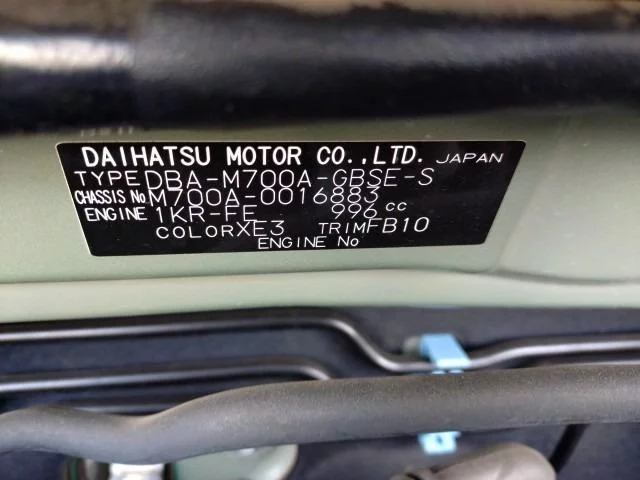 DAIHATSU MOTOR CO.,LTD. JAPAN
TYPE DBA-M700A-GBSE-S
CHASSIS No. M700A-0016883
ENGINE 1KR-FE 996 cc
COLOR XE3 TRIM FB10
ENGINE No